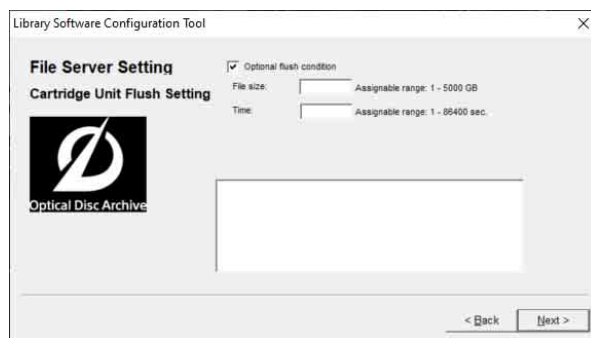 Library Software Configuration Tool
File Server Setting
Cartridge Unit Flush Setting
Optional flush condition
File size: Assignable range: 1 - 5000 GB
Time: Assignable range: 1 - 86400 sec.
Optical Disc Archive
< Back Next >